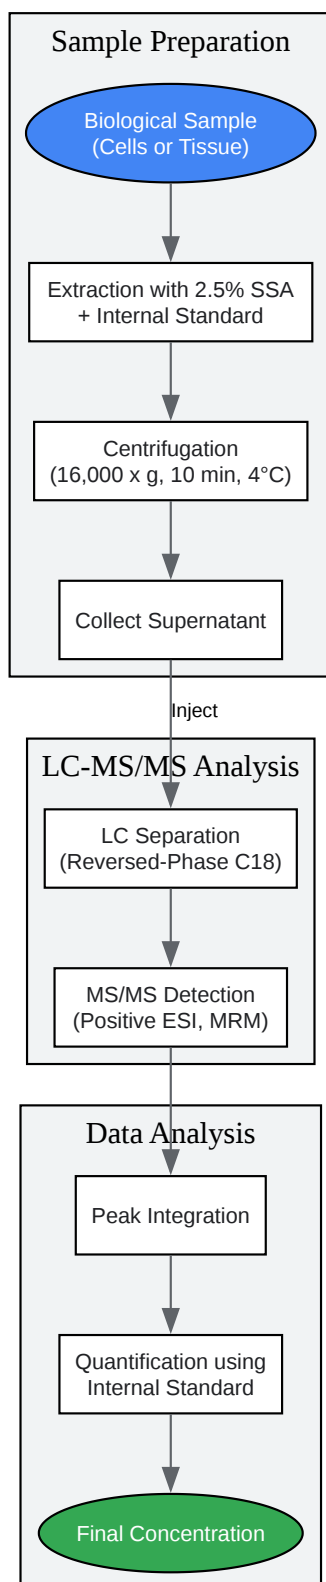 Sample Preparation
Biological Sample
(Cells or Tissue)
Extraction with 2.5% SSA
+ Internal Standard
Centrifugation
(16,000 x g, 10 min, 4°C)
Collect Supernatant
Inject
LC-MS/MS Analysis
LC Separation
(Reversed-Phase C18)
MS/MS Detection
(Positive ESI, MRM)
Data Analysis
Peak Integration
Quantification using
Internal Standard
Final Concentration